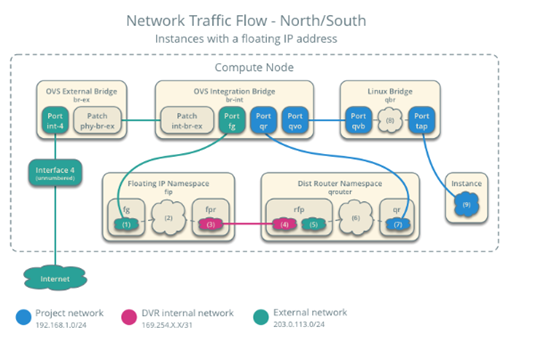 Network Traffic Flow - North/South
Instances with a floating IP address
Compute Node
OVS External Bridge
br-ex
Port
int-4
Patch
phy-br-ex
OVS Integration Bridge
br-int
Patch
int-br-ex
Port
fg
Port
qr
Port
qvo
Linux Bridge
qbr
Port
qvb
(8)
Port
tap
Interface 4
(unnumbered)
Floating IP Namespace
fip
fg
(1)
(2)
fpr
(3)
Dist Router Namespace
qrouter
rfp
(4)
(5)
(6)
qr
(7)
Instance
(9)
Internet
Project network
192.168.1.0/24
DVR internal network
169.254.X.X/31
External network
203.0.113.0/24